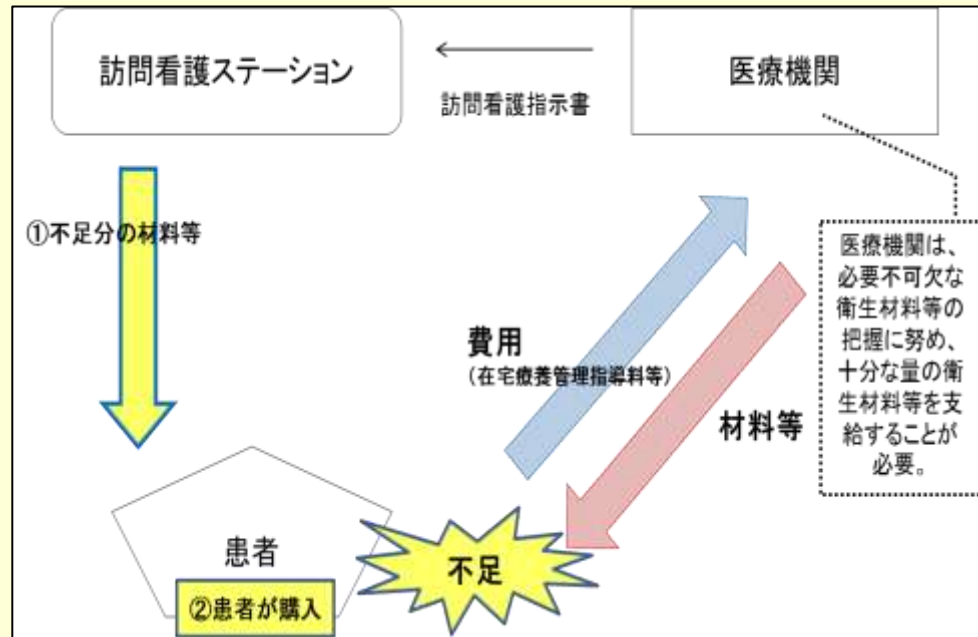 訪問看護ステーション
医療機関
訪問看護指示書
①不足分の材料等
医療機関は、
必要不可欠な
衛生材料等の
把握に努め、
十分な量の衛
生材料等を支
給することが
必要。
費用
（在宅療養管理指導料等）
材料等
患者
不足
②患者が購入